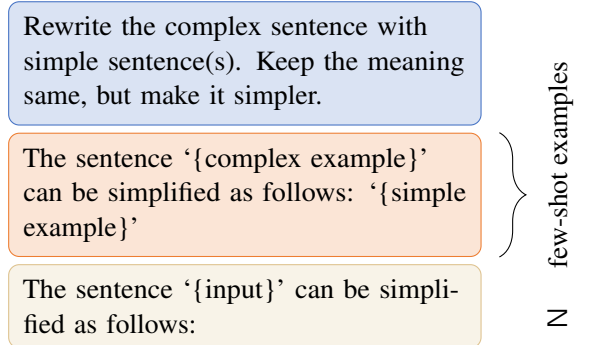 Rewrite the complex sentence with
simple sentence(s). Keep the meaning
same, but make it simpler.
The sentence ‘{complex example}’
can be simplified as follows: ‘{simple
example}’
The sentence ‘{input}’ can be simpli-
fied as follows:
N few-shot examples